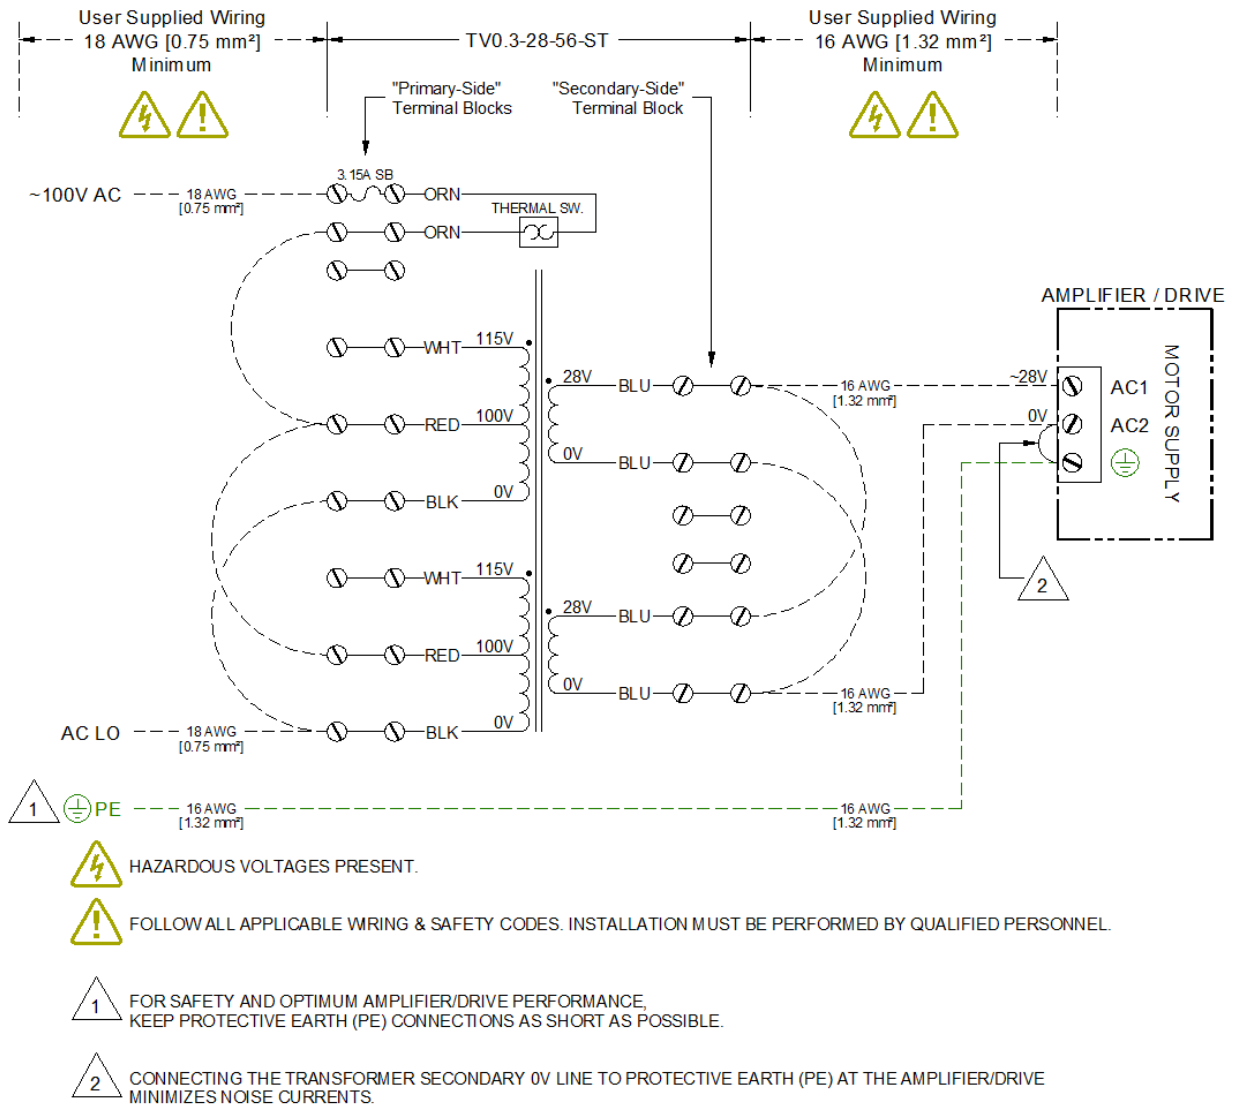 User Supplied Wiring
18 AWG [0.75 mm²]
Minimum
TV0.3-28-56-ST
User Supplied Wiring
16 AWG [1.32 mm²]
Minimum
"Primary-Side"
Terminal Blocks
"Secondary-Side"
Terminal Block
3.15A SB
~100V AC
18 AWG
[0.75 mm²]
ORN
THERMAL SW.
ORN
AMPLIFIER / DRIVE
WHT
115V
28V
BLU
16 AWG
[1.32 mm²]
~28V
AC1
MOTOR SUPPLY
RED
100V
0V
AC2
0V
BLU
BLK
0V
WHT
115V
2
28V
BLU
RED
100V
0V
BLU
16 AWG
[1.32 mm²]
AC LO
18 AWG
[0.75 mm²]
BLK
0V
1
PE
16 AWG
[1.32 mm²]
16 AWG
[1.32 mm²]
HAZARDOUS VOLTAGES PRESENT.
FOLLOW ALL APPLICABLE WIRING & SAFETY CODES. INSTALLATION MUST BE PERFORMED BY QUALIFIED PERSONNEL.
1
FOR SAFETY AND OPTIMUM AMPLIFIER/DRIVE PERFORMANCE,
KEEP PROTECTIVE EARTH (PE) CONNECTIONS AS SHORT AS POSSIBLE.
2
CONNECTING THE TRANSFORMER SECONDARY 0V LINE TO PROTECTIVE EARTH (PE) AT THE AMPLIFIER/DRIVE
MINIMIZES NOISE CURRENTS.